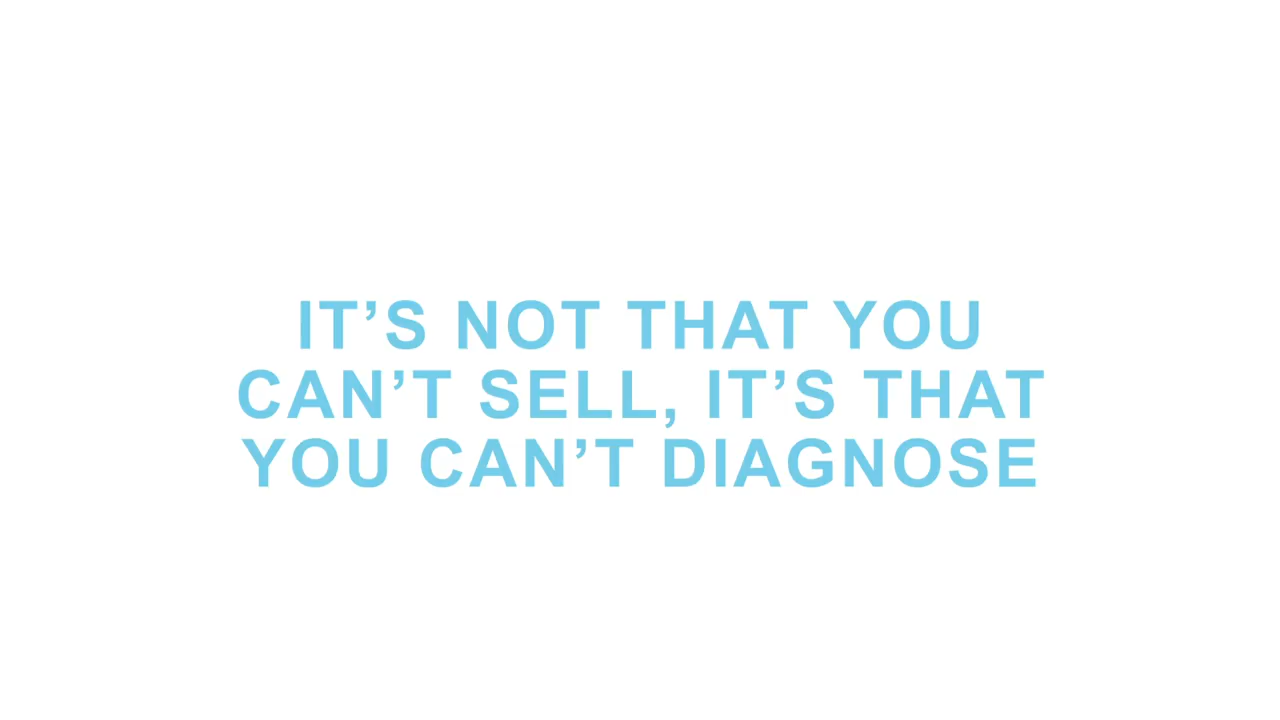 IT’S NOT THAT YOU
CAN’T SELL, IT’S THAT
YOU CAN’T DIAGNOSE